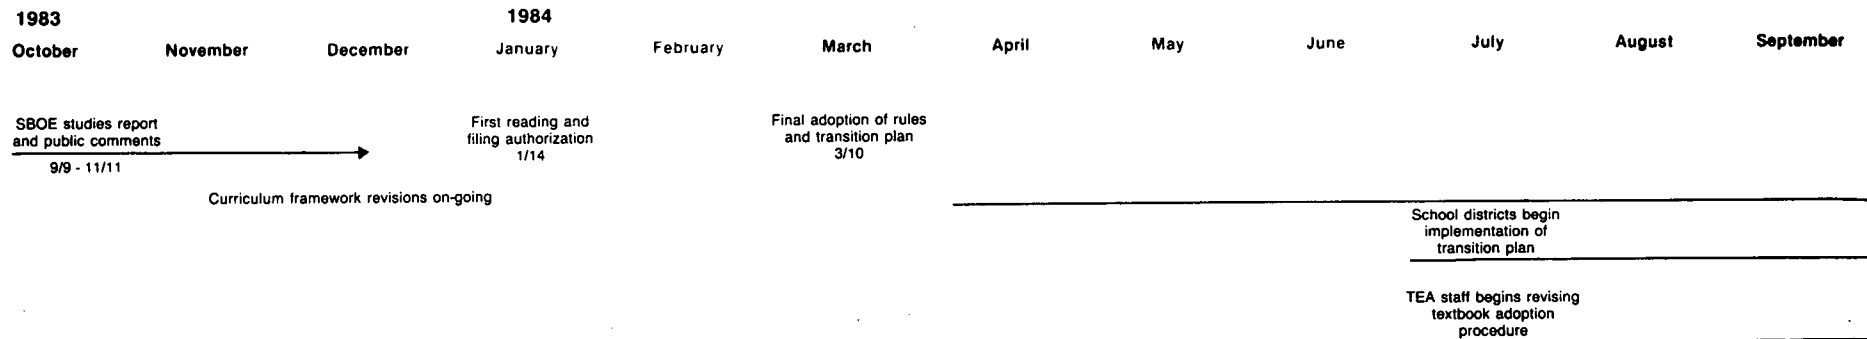 1983 1984
October November December January February March April May June July August September
SBOE studies report
and public comments
9/9 - 11/11
First reading and
filing authorization
1/14
Final adoption of rules
and transition plan
3/10
Curriculum framework revisions on-going
School districts begin
implementation of
transition plan
TEA staff begins revising
textbook adoption
procedure